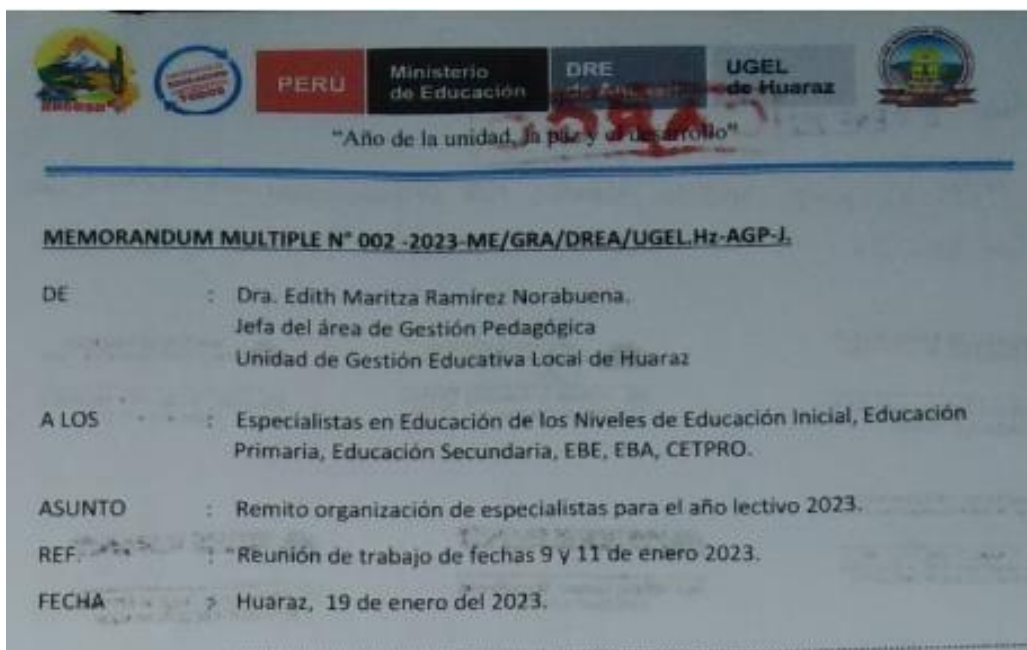 PERÚ
Ministerio
de Educación
DRE
UGEL
de Huaraz
"Año de la unidad, la paz y el desarrollo"
MEMORANDUM MULTIPLE N° 002 -2023-ME/GRA/DREA/UGEL.Hz-AGP-J.
DE : Dra. Edith Maritza Ramírez Norabuena.
Jefa del área de Gestión Pedagógica
Unidad de Gestión Educativa Local de Huaraz
A LOS : Especialistas en Educación de los Niveles de Educación Inicial, Educación
Primaria, Educación Secundaria, EBE, EBA, CETPRO.
ASUNTO : Remito organización de especialistas para el año lectivo 2023.
REF. : Reunión de trabajo de fechas 9 y 11 de enero 2023.
FECHA : Huaraz, 19 de enero del 2023.